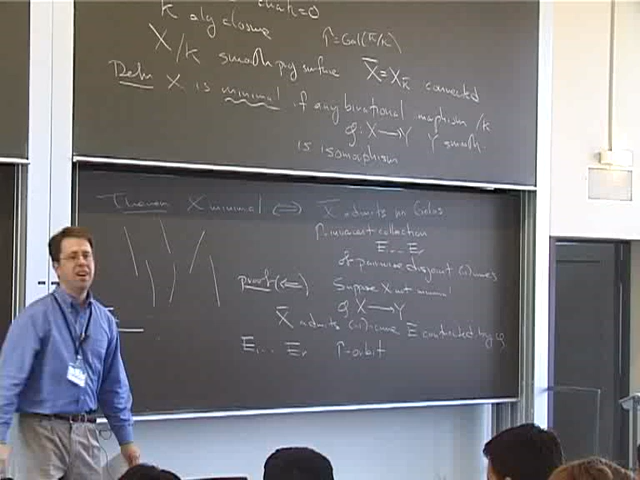 k alg closure char=0
X/k smooth proj surface Γ=Gal(k̄/k) X̄=X_k̄ connected
Defn X is minimal if any birational morphism /k
φ: X→Y Y smooth
is isomorphism
Theorem X minimal ⇔ X̄ admits no Galois
Γ-invariant collection
E₁...E_r
of pairwise disjoint (-1) curves
proof (⇐) Suppose X not minimal
φ: X→Y
X̄ admits (-1)-curve E contracted by φ
E₁... E_r Γ-orbit